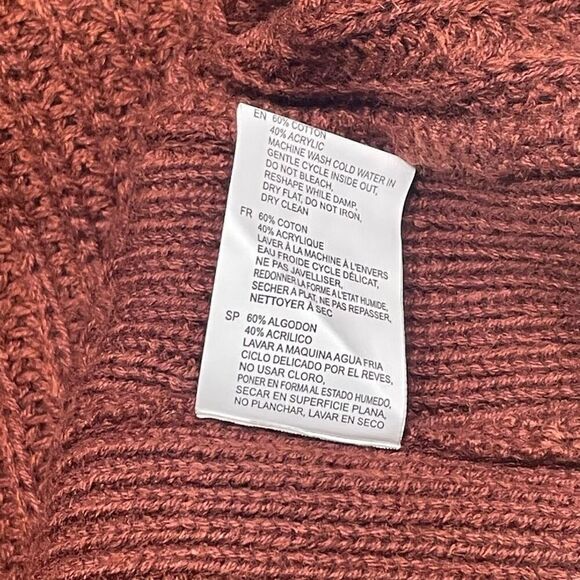 EN 60% COTTON
40% ACRYLIC
MACHINE WASH COLD WATER IN
GENTLE CYCLE INSIDE OUT,
DO NOT BLEACH,
RESHAPE WHILE DAMP,
DRY FLAT, DO NOT IRON,
DRY CLEAN
FR 60% COTON
40% ACRYLIQUE
LAVER À LA MACHINE À L'ENVERS
EAU FROIDE CYCLE DÉLICAT,
NE PAS JAVELLISER,
REDONNER LA FORME A L'ETAT HUMIDE,
SECHER A PLAT, NE PAS REPASSER,
NETTOYER À SEC
SP 60% ALGODON
40% ACRILICO
LAVAR A MAQUINA AGUA FRIA
CICLO DELICADO POR EL REVES,
NO USAR CLORO,
PONER EN FORMA AL ESTADO HUMEDO,
SECAR EN SUPERFICIE PLANA,
NO PLANCHAR, LAVAR EN SECO